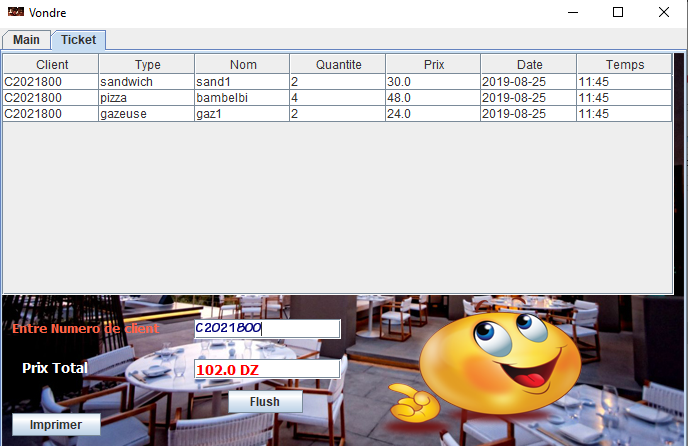 Vondre
Main Ticket
Client Type Nom Quantite Prix Date Temps
C2021800 sandwich sand1 2 30.0 2019-08-25 11:45
C2021800 pizza bambelbi 4 48.0 2019-08-25 11:45
C2021800 gazeuse gaz1 2 24.0 2019-08-25 11:45
Entre Numero de client C2021800
Prix Total 102.0 DZ
Flush
Imprimer